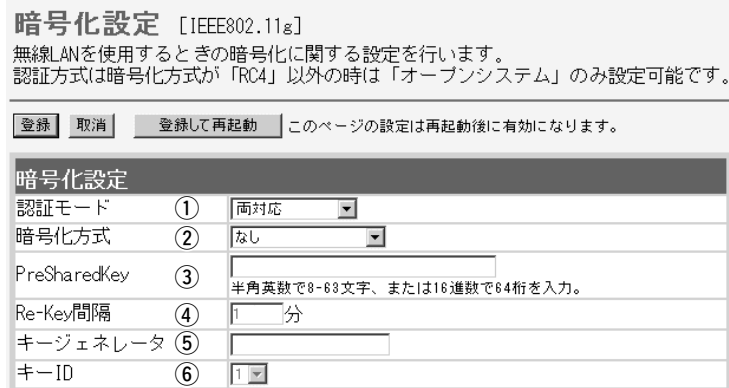 暗号化設定 [IEEE802.11g]
無線LANを使用するときの暗号化に関する設定を行います。
認証方式は暗号化方式が「RC4」以外の時は「オープンシステム」のみ設定可能です。
登録 取消 登録して再起動 このページの設定は再起動後に有効になります。
暗号化設定
認証モード ① 両対応
暗号化方式 ② なし
PreSharedKey ③
半角英数で8-63文字、または16進数で64桁を入力。
Re-Key間隔 ④ 1 分
キージェネレータ ⑤
キーID ⑥ 1